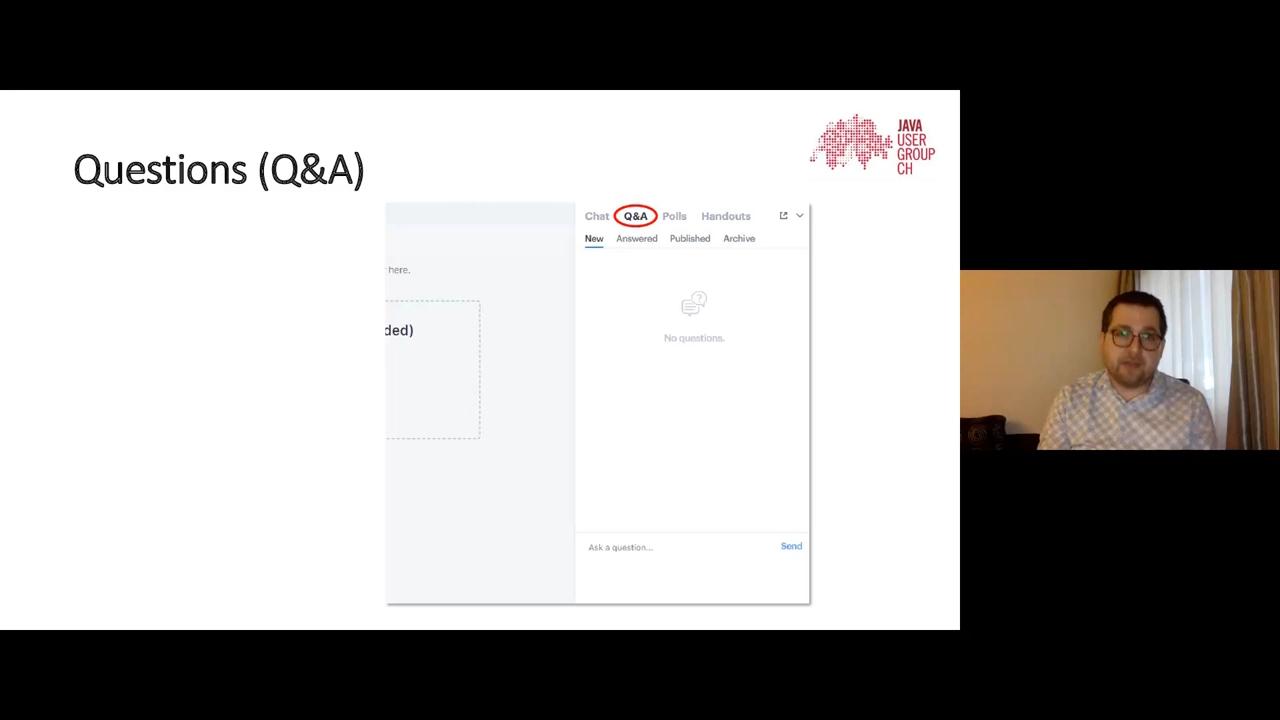 Questions (Q&A)
JAVA
USER
GROUP
CH
Chat Q&A Polls Handouts
New Answered Published Archive
here.
ded)
No questions.
Ask a question... Send